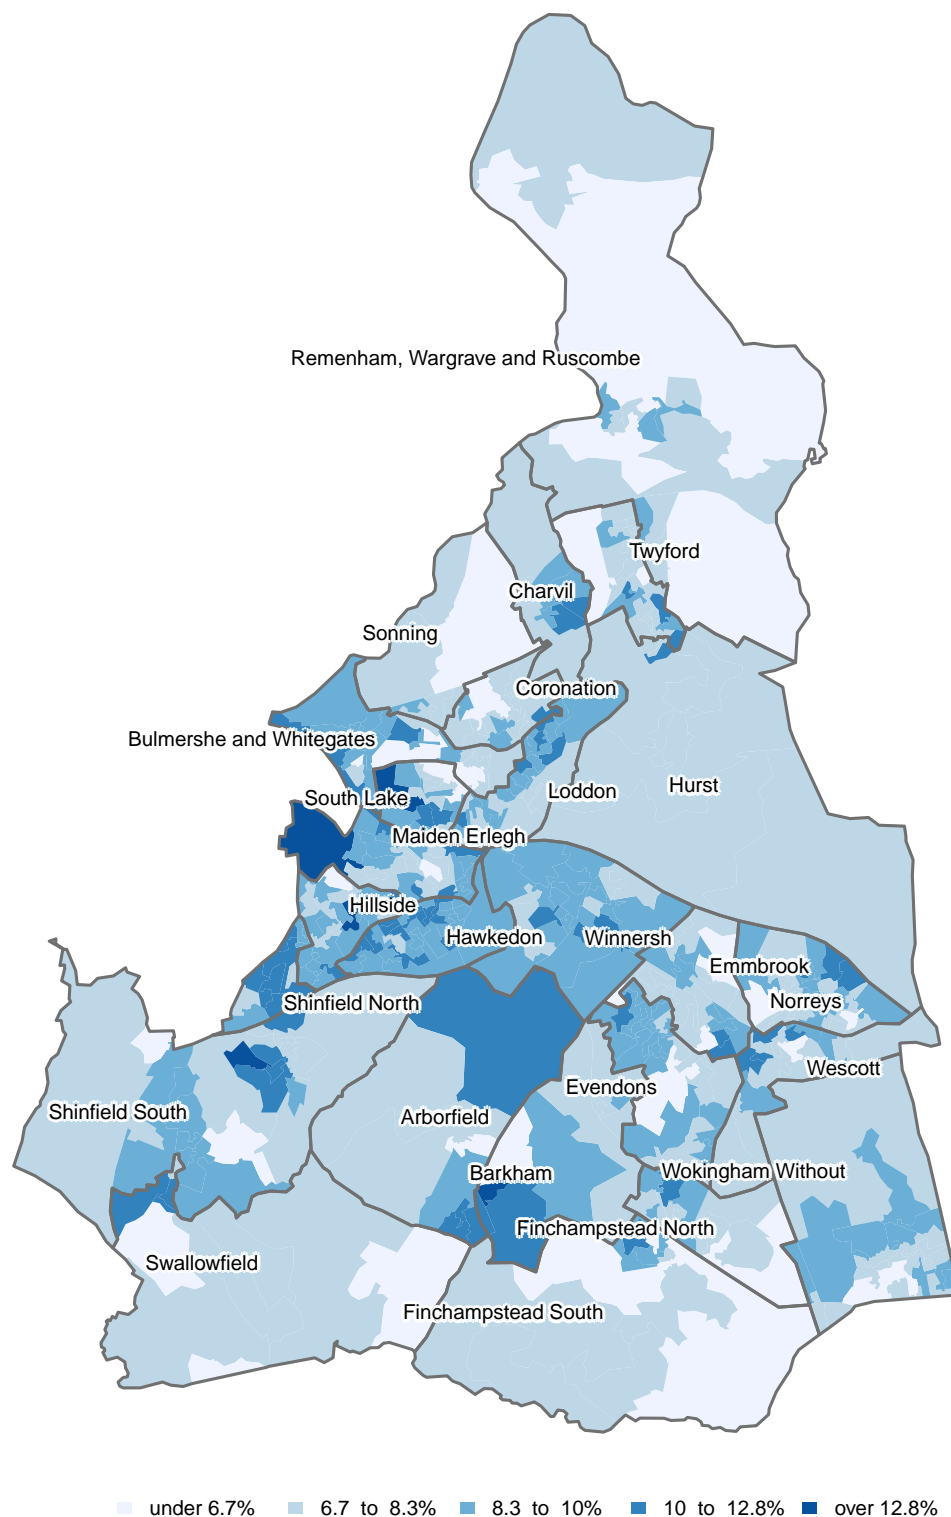 Remenham, Wargrave and Ruscombe
Twyford
Charvil
Sonning
Coronation
Bulmershe and Whitegates
Hurst
Loddon
South Lake
Maiden Erlegh
Hillside
Hawkedon
Winnersh
Emmbrook
Norreys
Shinfield North
Wescott
Evendons
Shinfield South
Arborfield
Barkham
Wokingham Without
Finchampstead North
Swallowfield
Finchampstead South
under 6.7% 6.7 to 8.3% 8.3 to 10% 10 to 12.8% over 12.8%